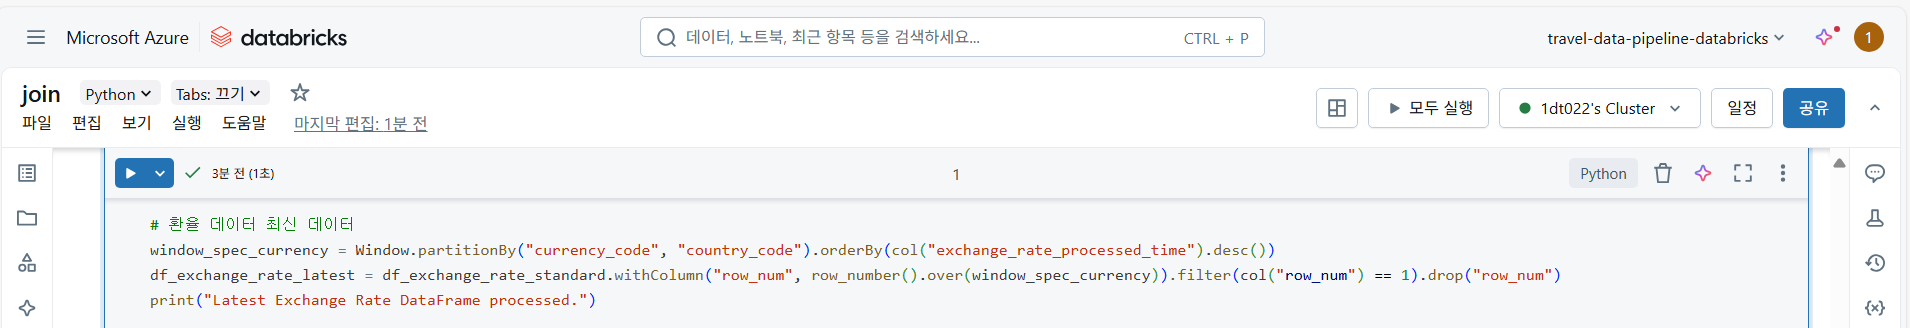 Microsoft Azure databricks 데이터, 노트북, 최근 항목 등을 검색하세요... CTRL + P travel-data-pipeline-databricks 1
join Python Tabs: 끄기
파일 편집 보기 실행 도움말 마지막 편집: 1분 전 모두 실행 1dt022's Cluster 일정 공유
3분 전 (1초) 1 Python
# 환율 데이터 최신 데이터
window_spec_currency = Window.partitionBy("currency_code", "country_code").orderBy(col("exchange_rate_processed_time").desc())
df_exchange_rate_latest = df_exchange_rate_standard.withColumn("row_num", row_number().over(window_spec_currency)).filter(col("row_num") == 1).drop("row_num")
print("Latest Exchange Rate DataFrame processed.")